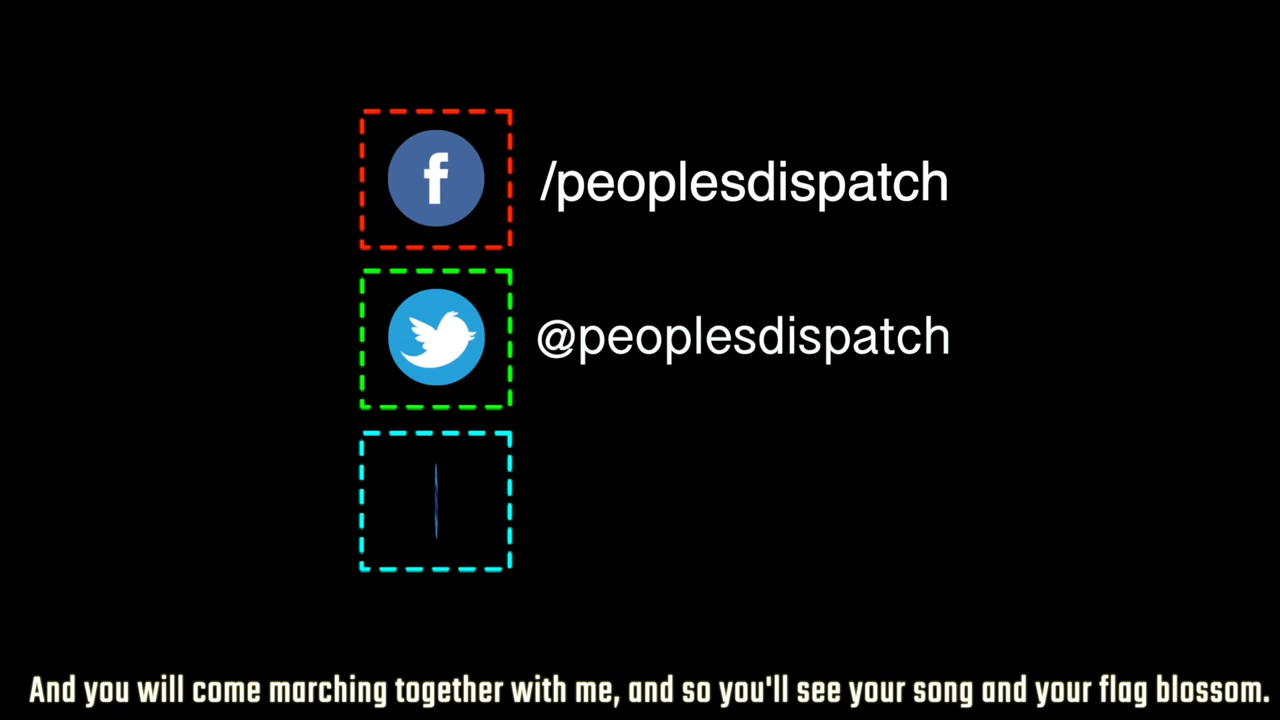 f /peoplesdispatch
@peoplesdispatch
And you will come marching together with me, and so you'll see your song and your flag blossom.